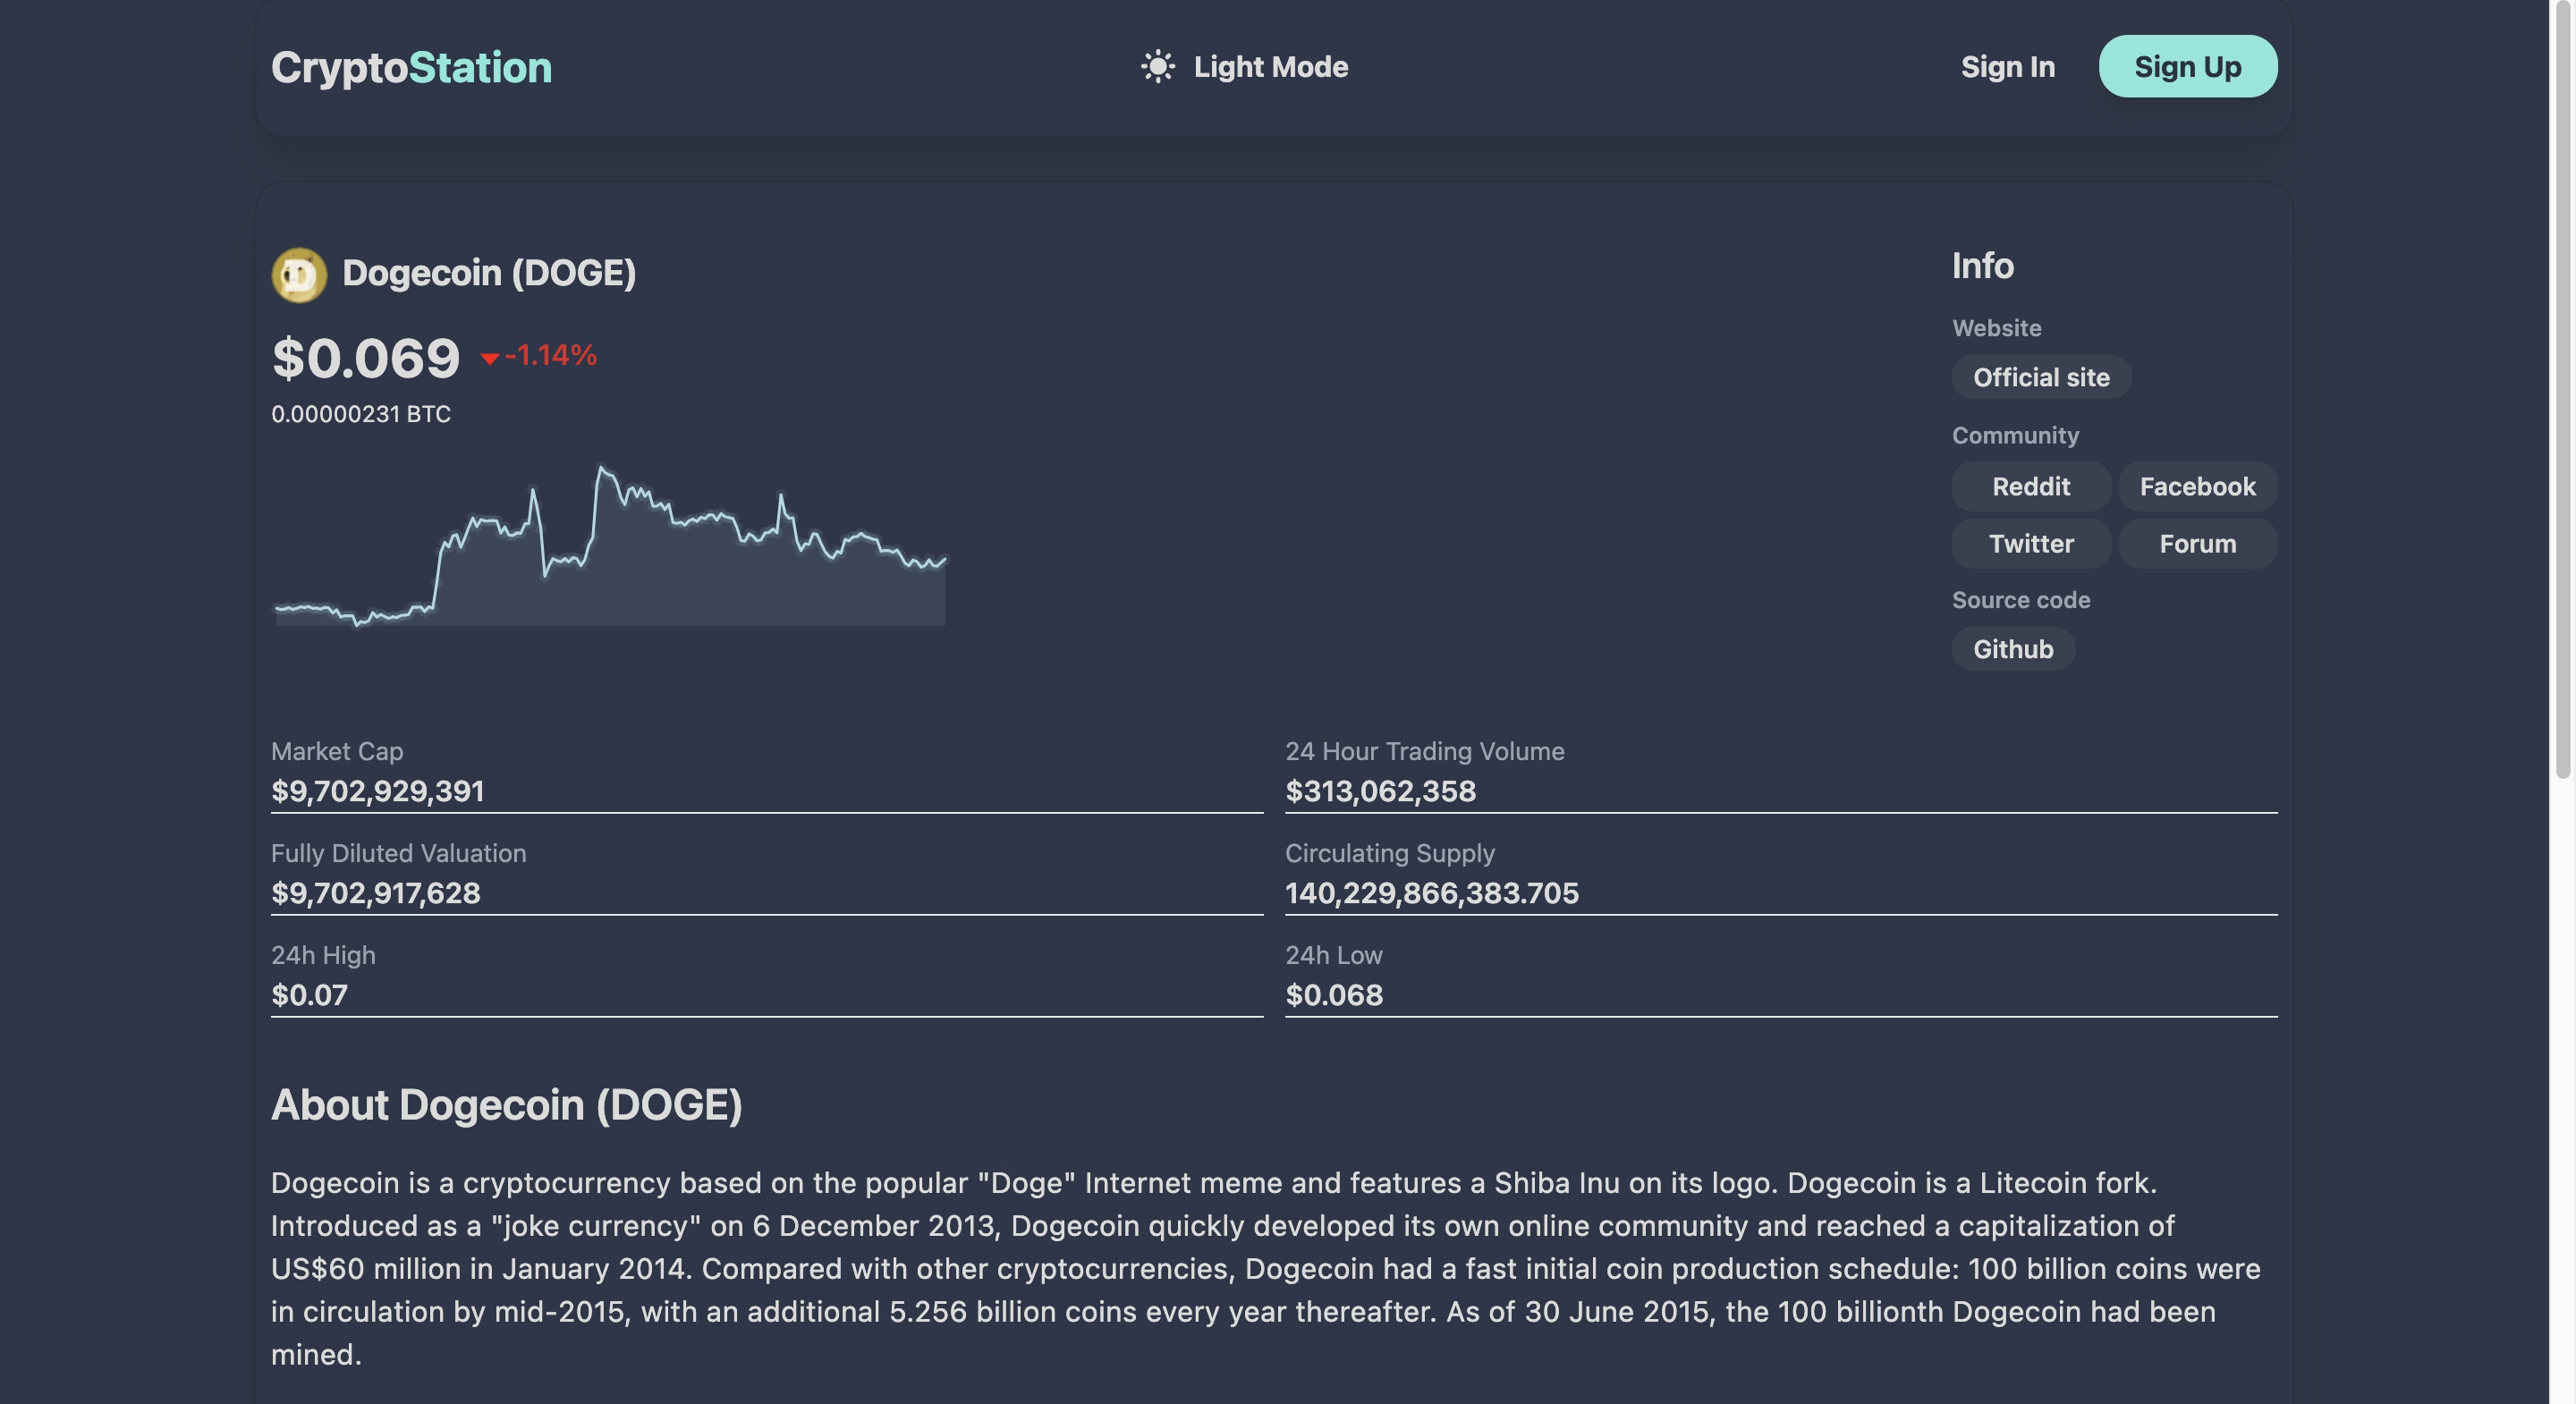 CryptoStation
Light Mode
Sign In
Sign Up
Dogecoin (DOGE)
$0.069 -1.14%
0.00000231 BTC
Info
Website
Official site
Community
Reddit
Facebook
Twitter
Forum
Source code
Github
Market Cap
$9,702,929,391
24 Hour Trading Volume
$313,062,358
Fully Diluted Valuation
$9,702,917,628
Circulating Supply
140,229,866,383.705
24h High
$0.07
24h Low
$0.068
About Dogecoin (DOGE)
Dogecoin is a cryptocurrency based on the popular "Doge" Internet meme and features a Shiba Inu on its logo. Dogecoin is a Litecoin fork.
Introduced as a "joke currency" on 6 December 2013, Dogecoin quickly developed its own online community and reached a capitalization of
US$60 million in January 2014. Compared with other cryptocurrencies, Dogecoin had a fast initial coin production schedule: 100 billion coins were
in circulation by mid-2015, with an additional 5.256 billion coins every year thereafter. As of 30 June 2015, the 100 billionth Dogecoin had been
mined.